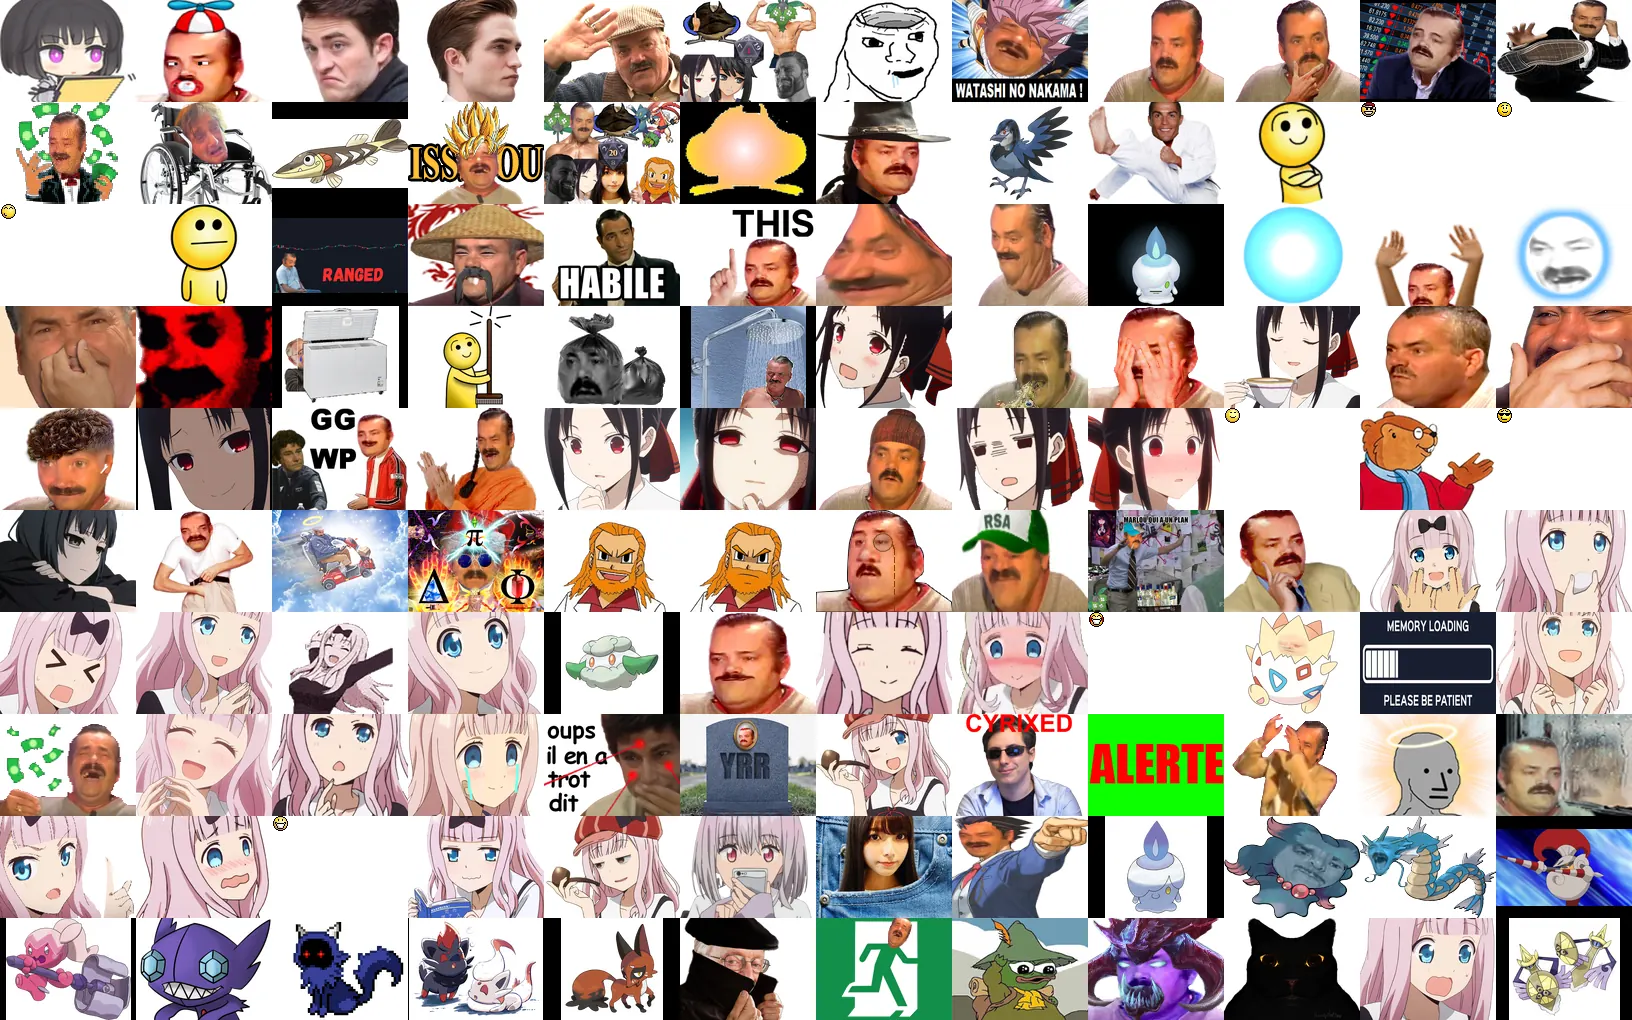 WATASHI NO NAKAMA !
ISS OU
20
RANGED
HABILE
THIS
GG
WP
π
Δ
Φ
RSA
MARLOU QUI A UN PLAN
MEMORY LOADING
PLEASE BE PATIENT
oups
il en a
trot
dit
YRR
CYRIXED
ALERTE